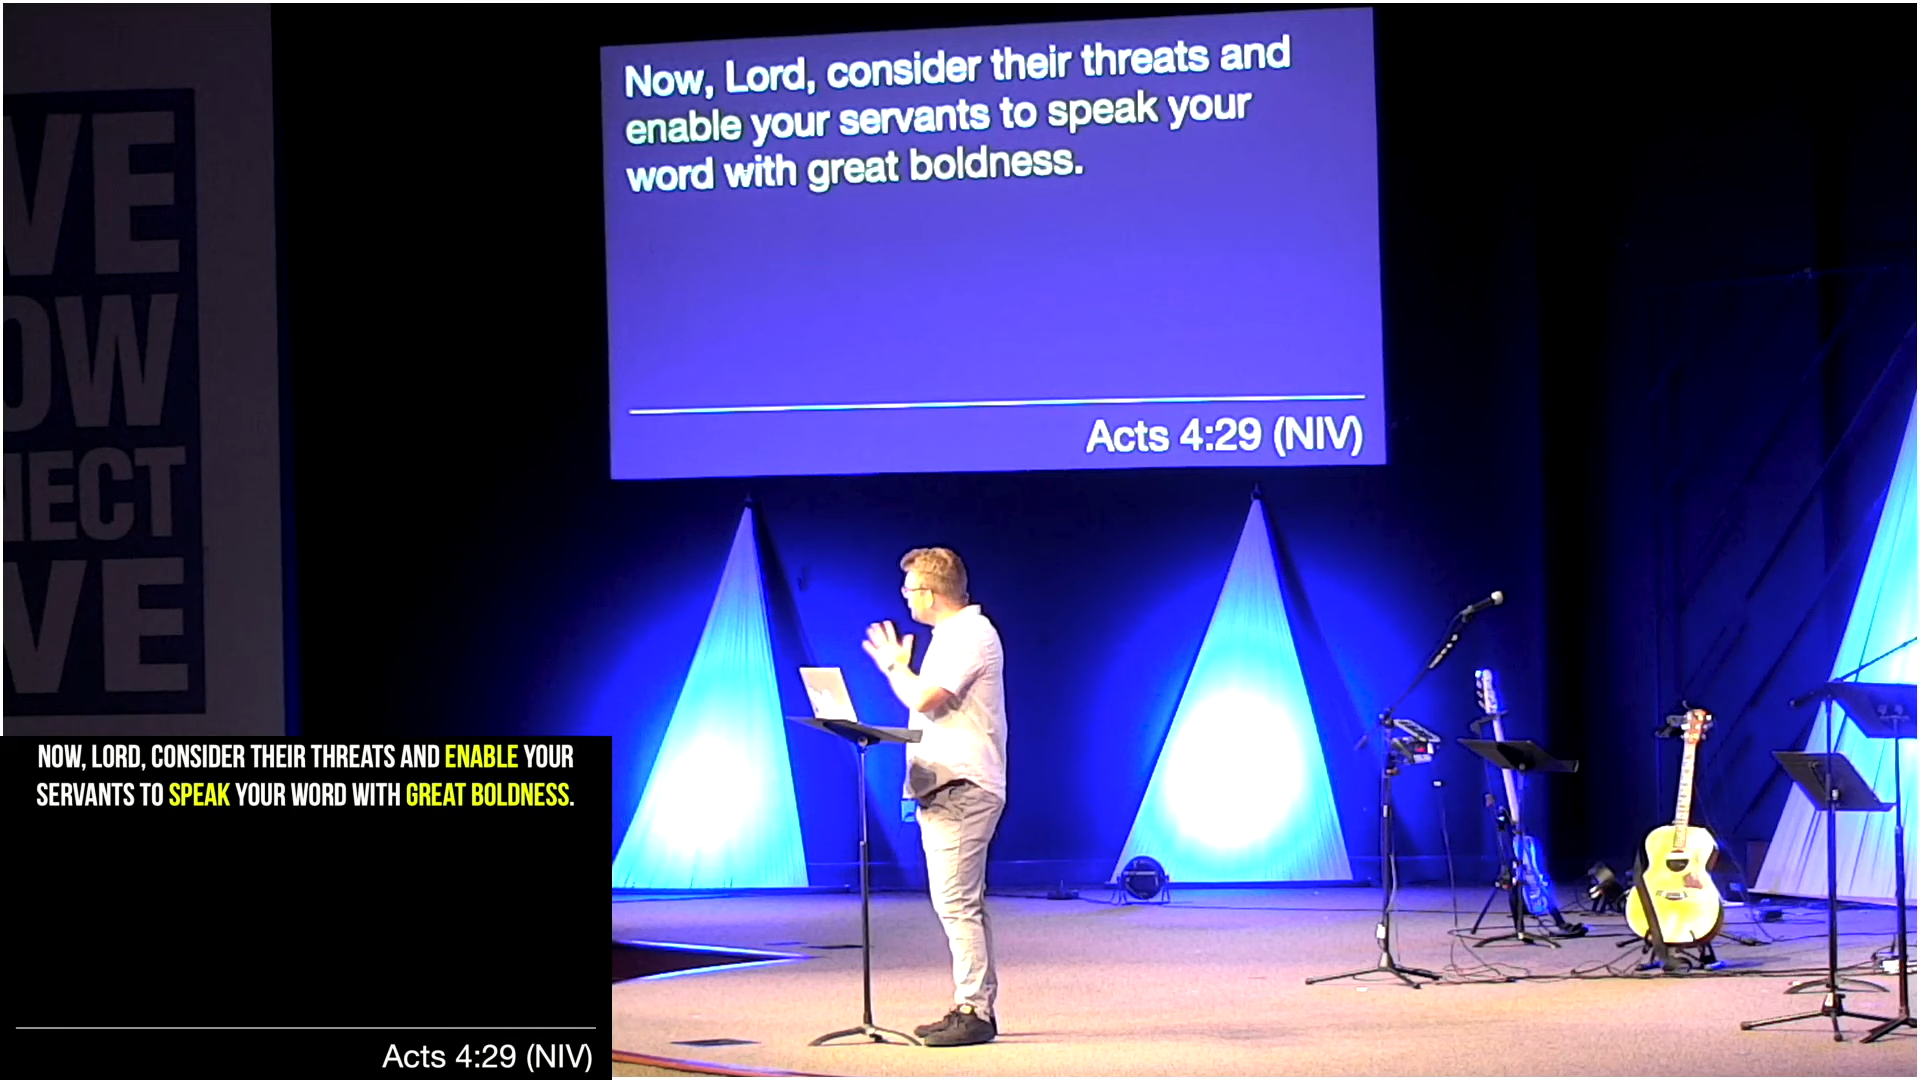 Now, Lord, consider their threats and
enable your servants to speak your
word with great boldness.
Acts 4:29 (NIV)
VE
OW
NECT
VE
NOW, LORD, CONSIDER THEIR THREATS AND ENABLE YOUR
SERVANTS TO SPEAK YOUR WORD WITH GREAT BOLDNESS.
Acts 4:29 (NIV)